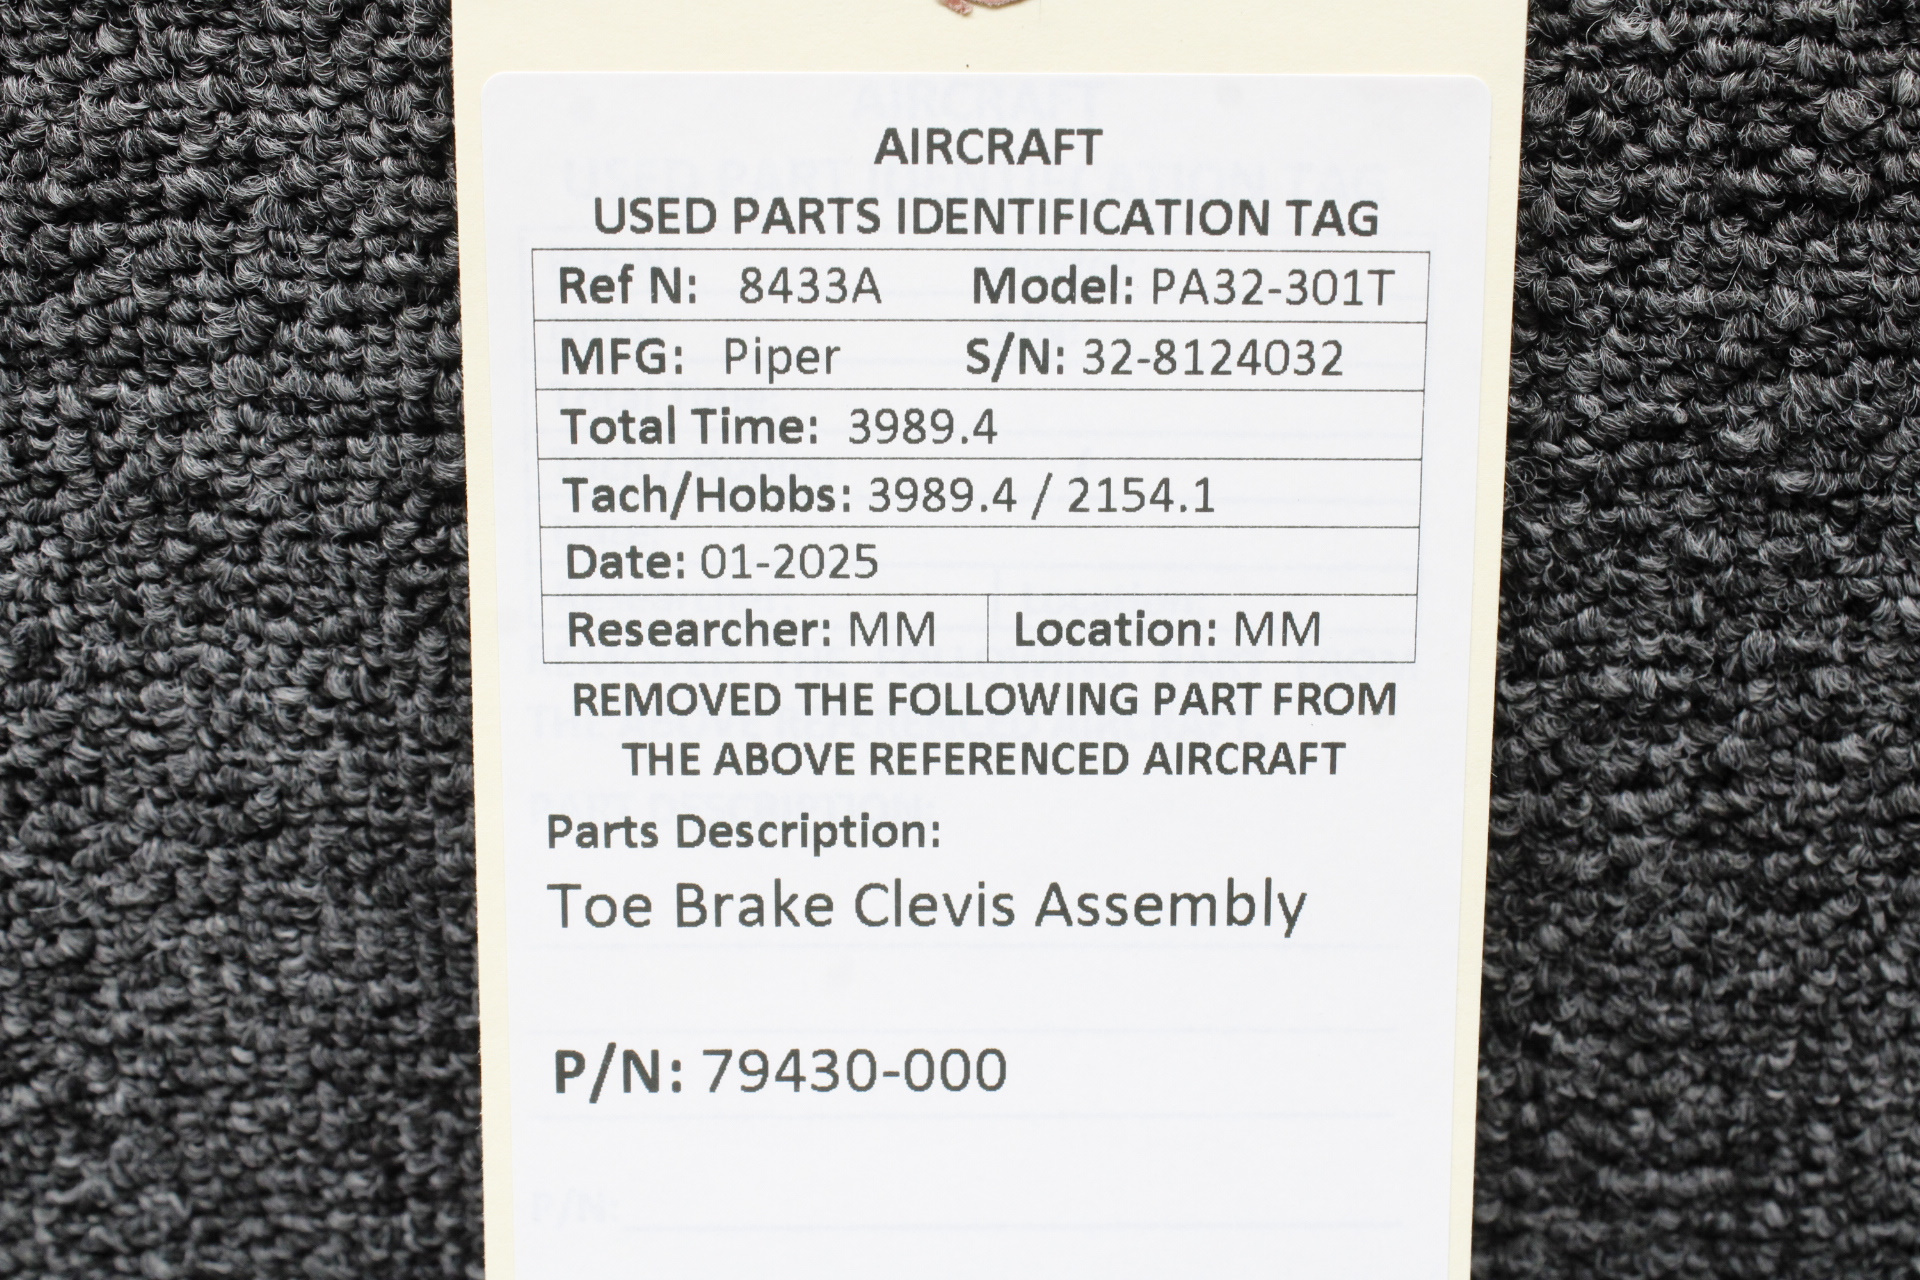 AIRCRAFT
USED PARTS IDENTIFICATION TAG
Ref N: 8433A Model: PA32-301T
MFG: Piper S/N: 32-8124032
Total Time: 3989.4
Tach/Hobbs: 3989.4 / 2154.1
Date: 01-2025
Researcher: MM Location: MM
REMOVED THE FOLLOWING PART FROM
THE ABOVE REFERENCED AIRCRAFT
Parts Description:
Toe Brake Clevis Assembly
P/N: 79430-000